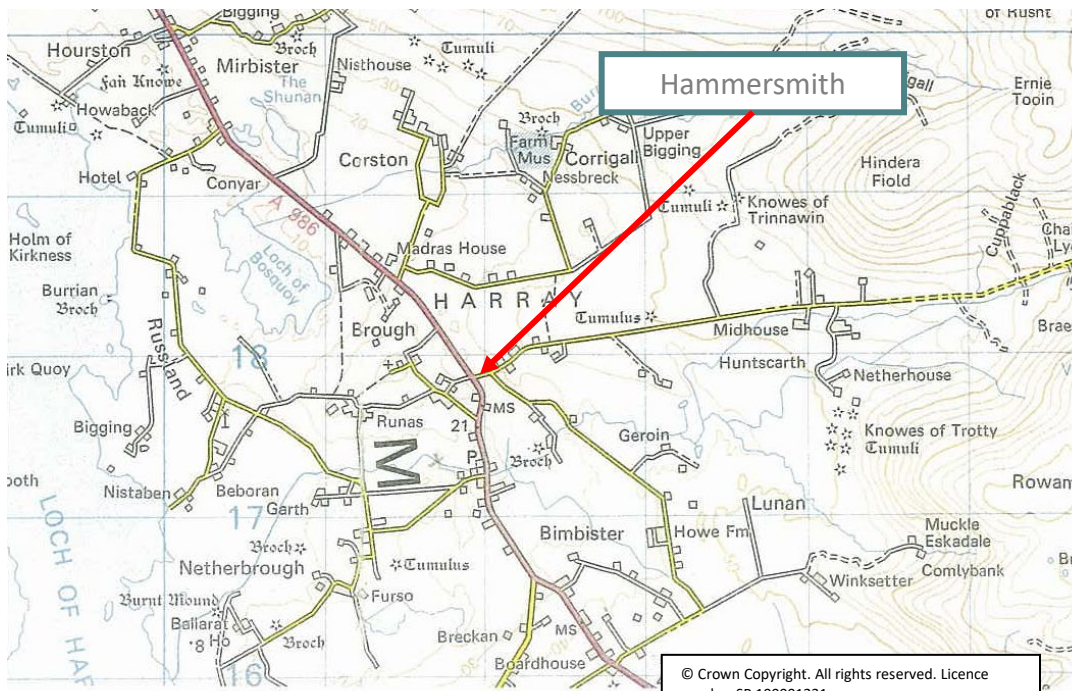 Bigging
of Rusht
Hourston
Broch
Tumuli
Hammersmith
Mirbister
Nisthouse
Fan Knowe
The
Shunan
Ernie
Tooin
Howaback
Broch
Upper
Bigging
Tumuli
Corston
Farm
Mus
Corrigall
Hindera
Fiold
Hotel
Conyar
Nessbreck
Tumuli
Knowes of
Trinnawin
Cuppablack
A 986
Holm of
Kirkness
Madras House
Loch of
Bosquoy
HARRAY
Burrian
Broch
Brough
Tumulus
Midhouse
Russland
18
Huntscarth
Netherhouse
Runas
MS
21
Bigging
Geroin
Knowes of Trotty
Tumuli
M
P
Broch
Nistaben
Beboran
Garth
17
Lunan
LOCH OF
Bimbister
Howe Fm
Muckle
Eskadale
Broch
Netherbrough
Tumulus
Comlybank
Winksetter
Burnt Mound
Furso
Ballarat
Ho
Broch
Breckan
MS
Boardhouse
16
© Crown Copyright. All rights reserved. Licence